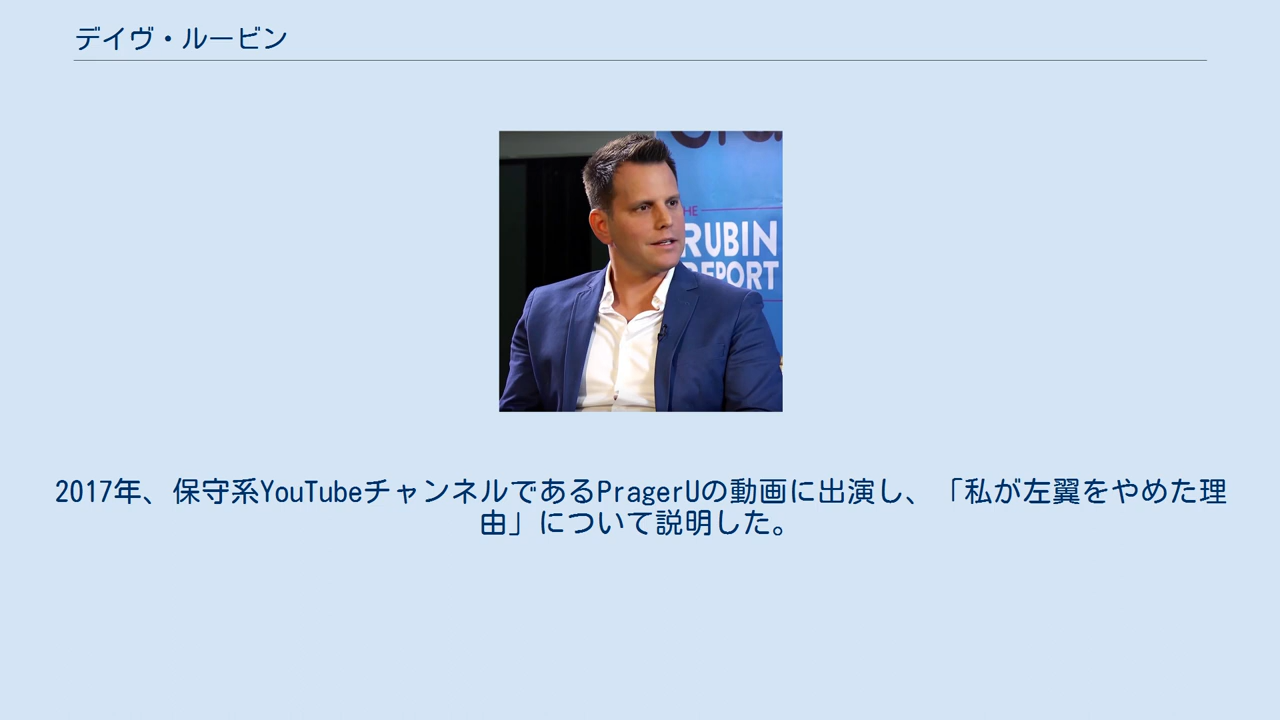 デイヴ・ルービン
THE
RUBIN
REPORT
2017年、保守系YouTubeチャンネルであるPragerUの動画に出演し、「私が左翼をやめた理
由」について説明した。